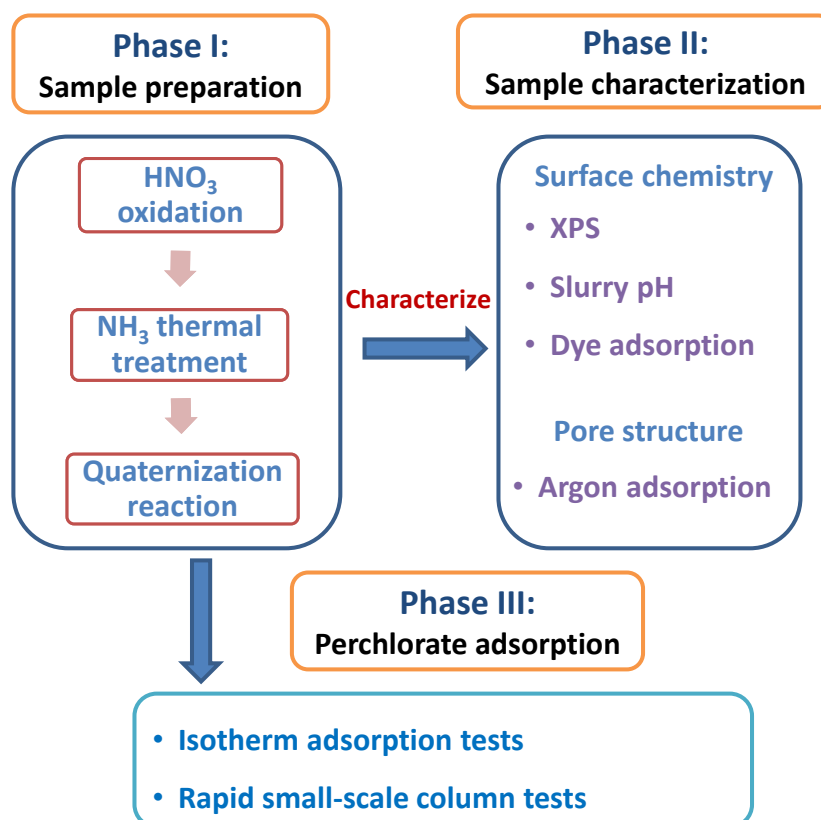 Phase I:
Sample preparation
HNO₃
oxidation
NH₃ thermal
treatment
Quaternization
reaction
Characterize
Phase II:
Sample characterization
Surface chemistry
• XPS
• Slurry pH
• Dye adsorption
Pore structure
• Argon adsorption
Phase III:
Perchlorate adsorption
• Isotherm adsorption tests
• Rapid small-scale column tests